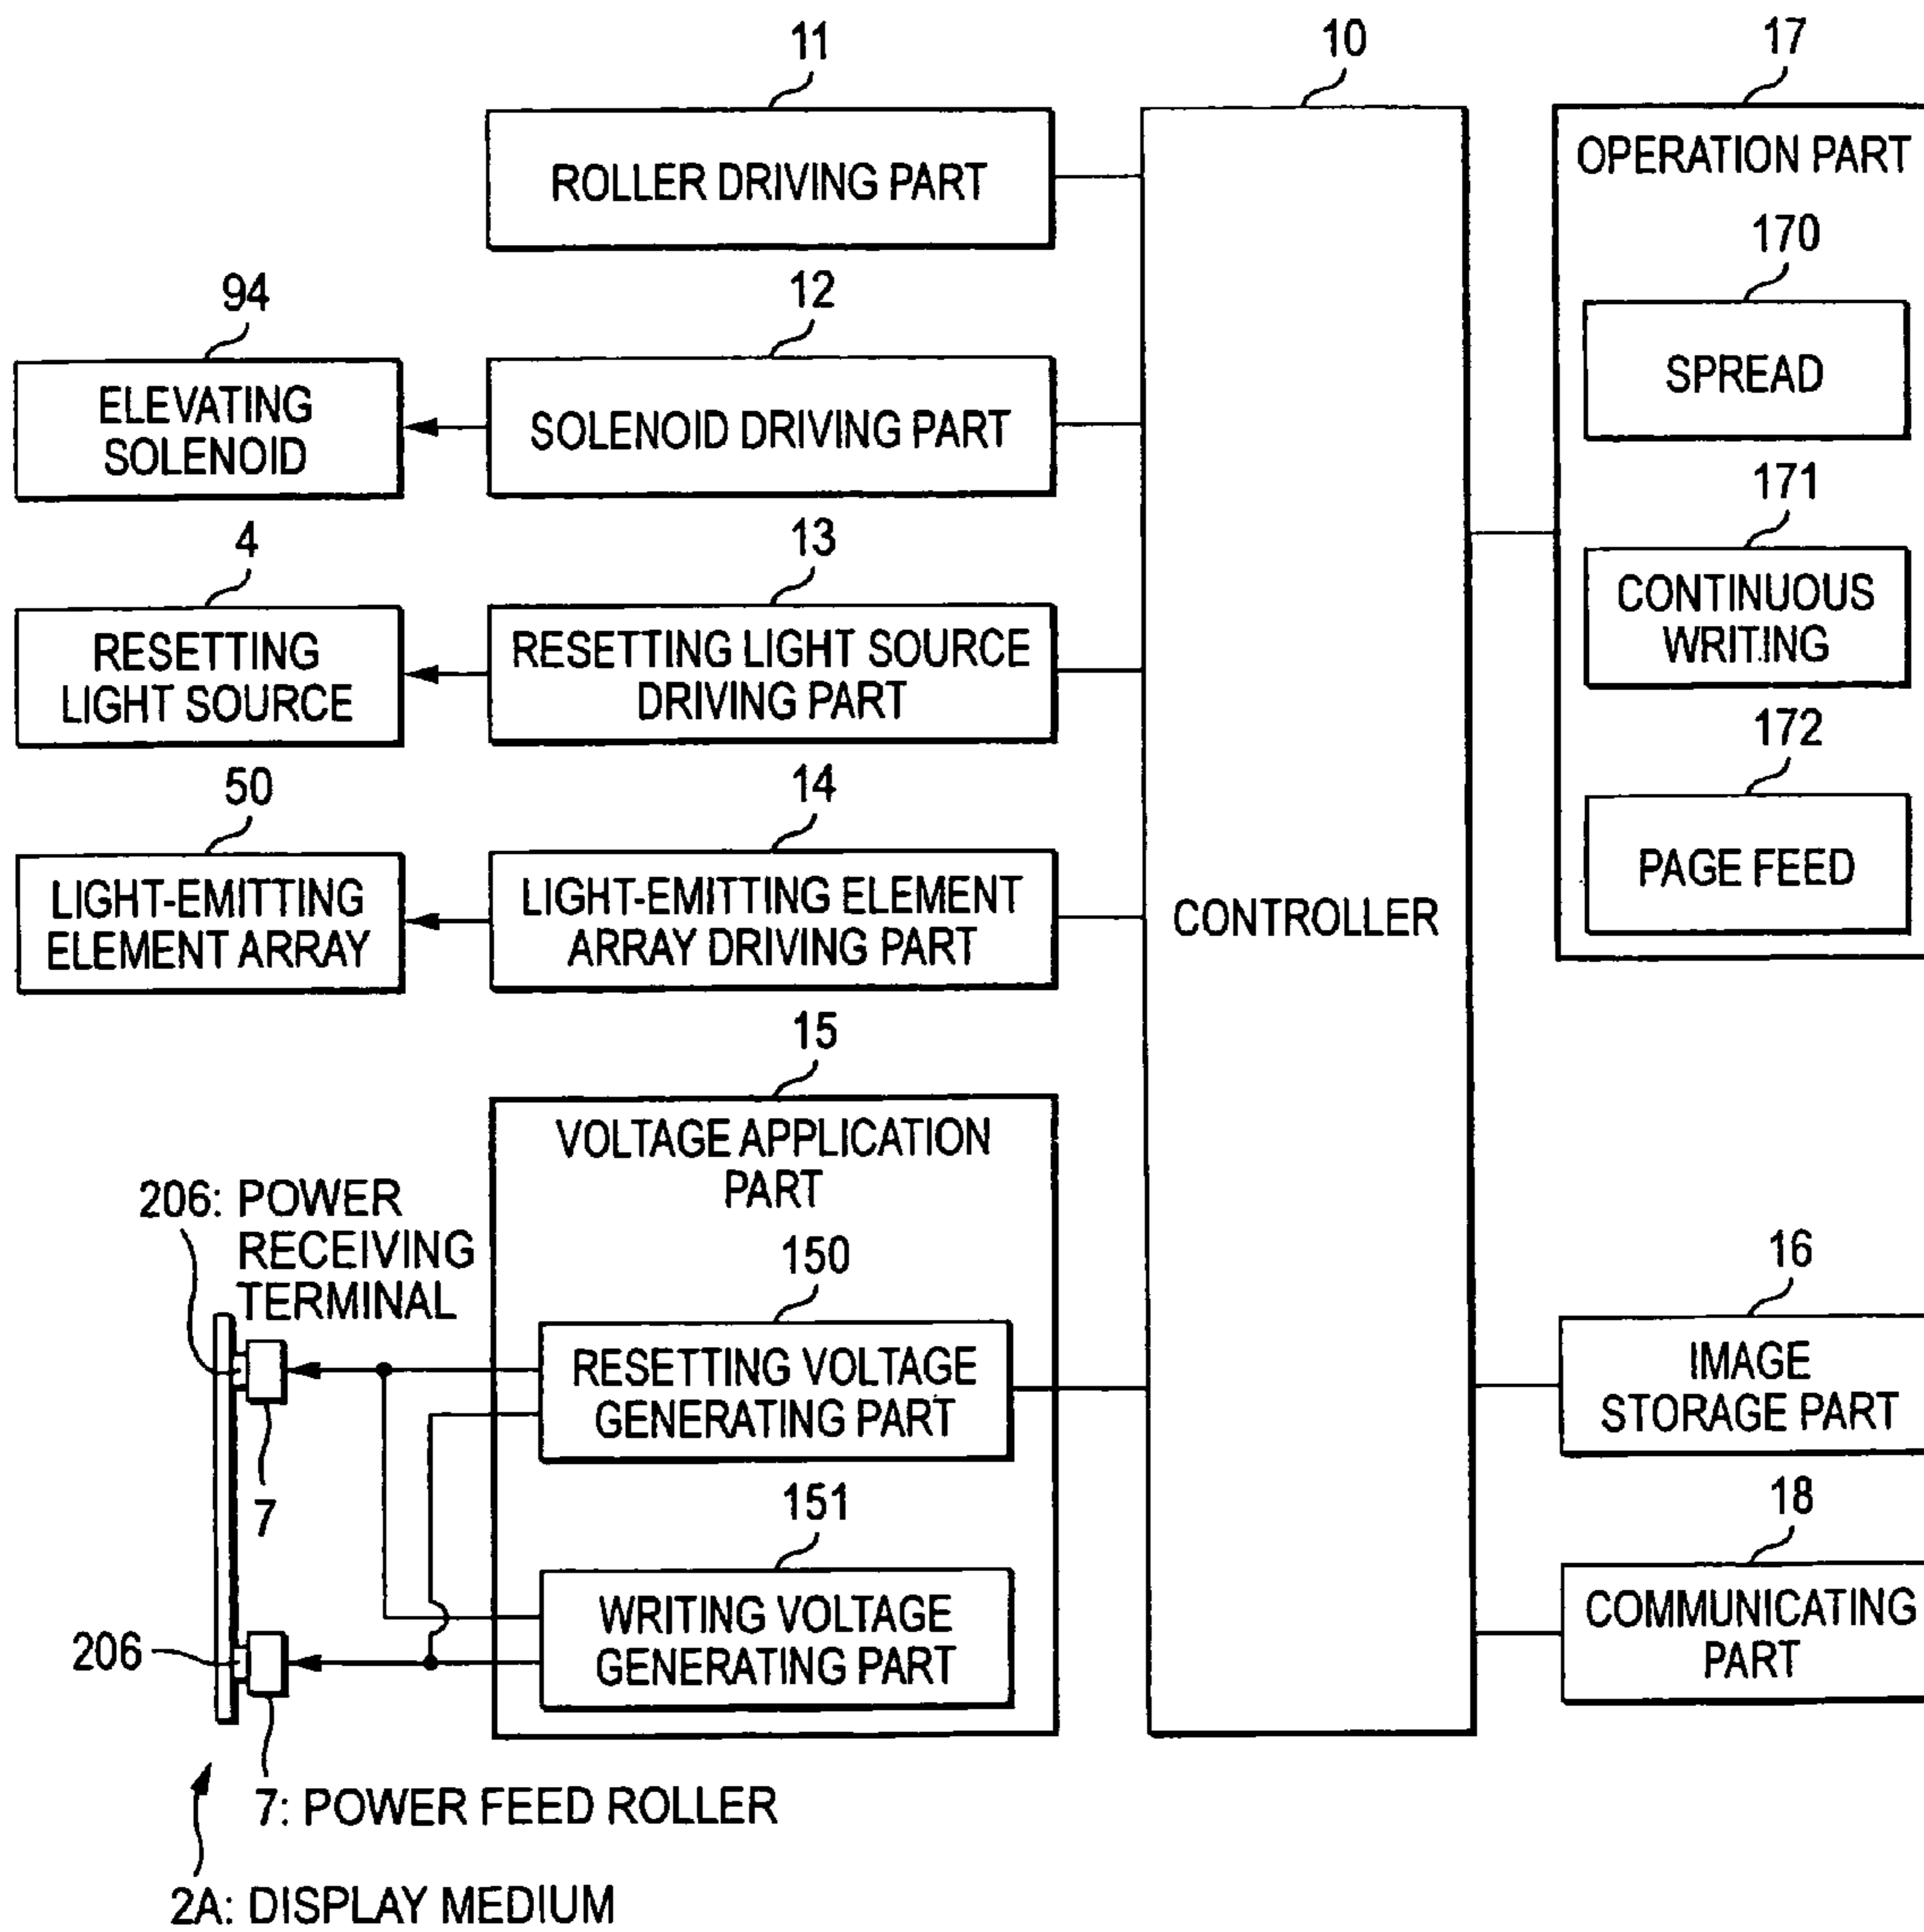 11
10
17
ROLLER DRIVING PART
OPERATION PART
170
SPREAD
94
12
ELEVATING
SOLENOID
SOLENOID DRIVING PART
171
CONTINUOUS
WRITING
4
13
RESETTING
LIGHT SOURCE
RESETTING LIGHT SOURCE
DRIVING PART
172
PAGE FEED
50
14
LIGHT-EMITTING
ELEMENT ARRAY
LIGHT-EMITTING ELEMENT
ARRAY DRIVING PART
CONTROLLER
15
VOLTAGE APPLICATION
PART
206: POWER
RECEIVING
TERMINAL
150
RESETTING VOLTAGE
GENERATING PART
16
IMAGE
STORAGE PART
7
151
WRITING VOLTAGE
GENERATING PART
18
COMMUNICATING
PART
206
7: POWER FEED ROLLER
2A: DISPLAY MEDIUM